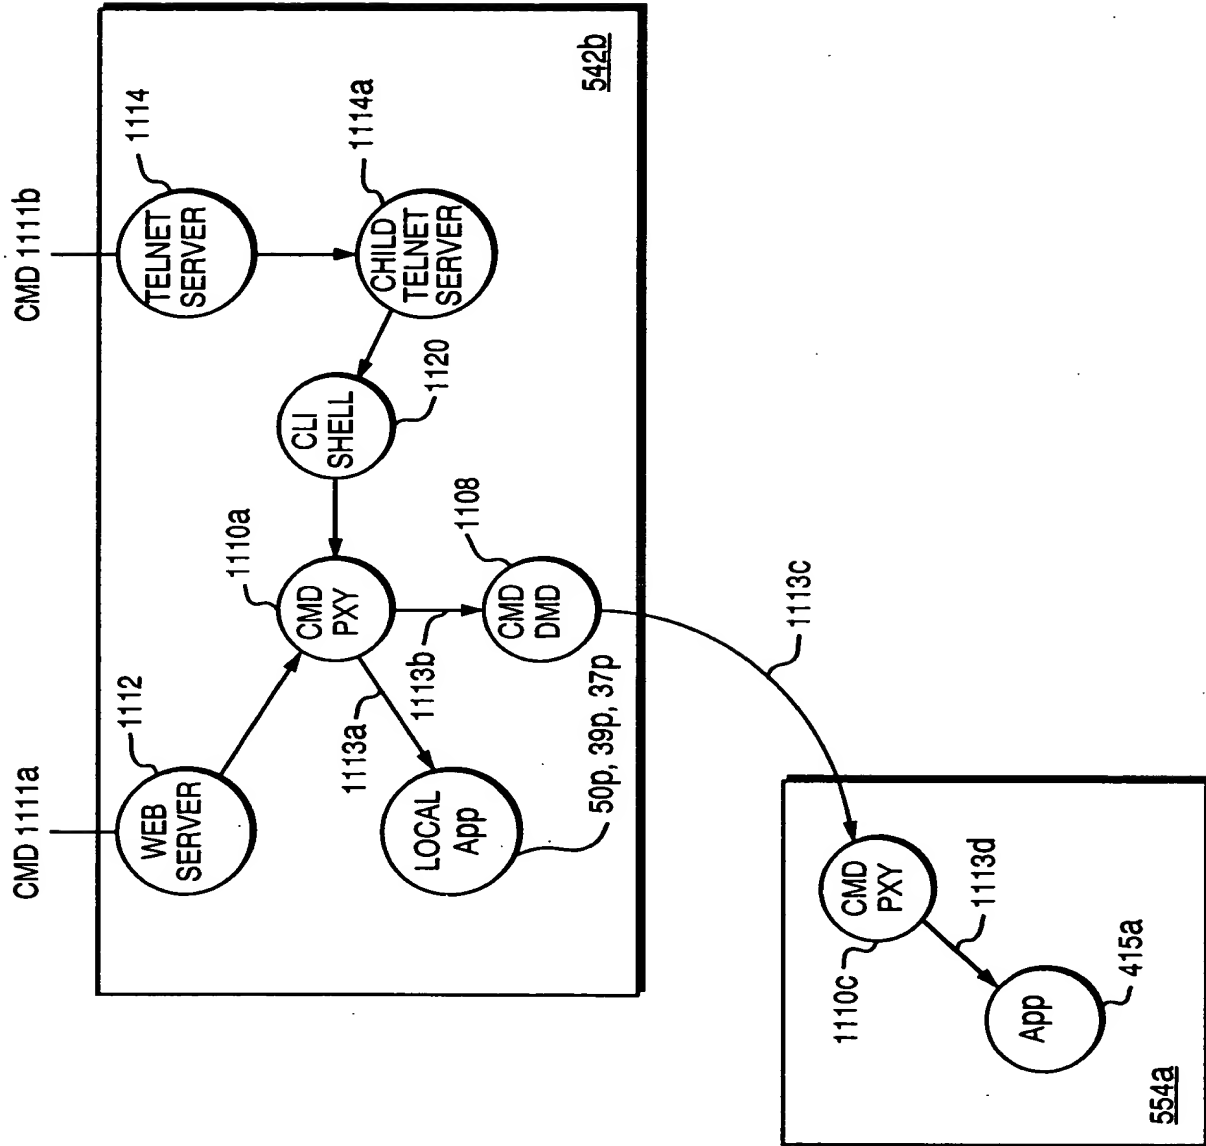 CMD 1111a
CMD 1111b
1112
WEB
SERVER
1114
TELNET
SERVER
1110a
CMD
PXY
1120
CLI
SHELL
1114a
CHILD
TELNET
SERVER
1113a
1113b
LOCAL
App
1108
CMD
DMD
50p, 39p, 37p
542b
1113c
1110c
CMD
PXY
1113d
App
415a
554a